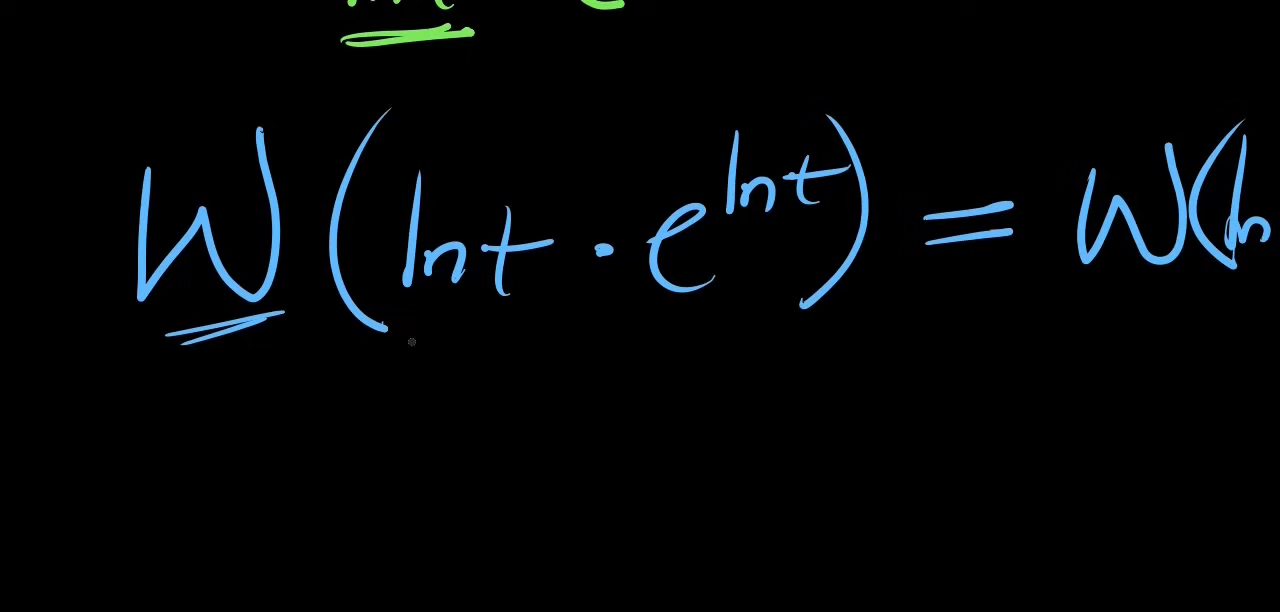 W(ln t · e^{ln t}) = W(ln